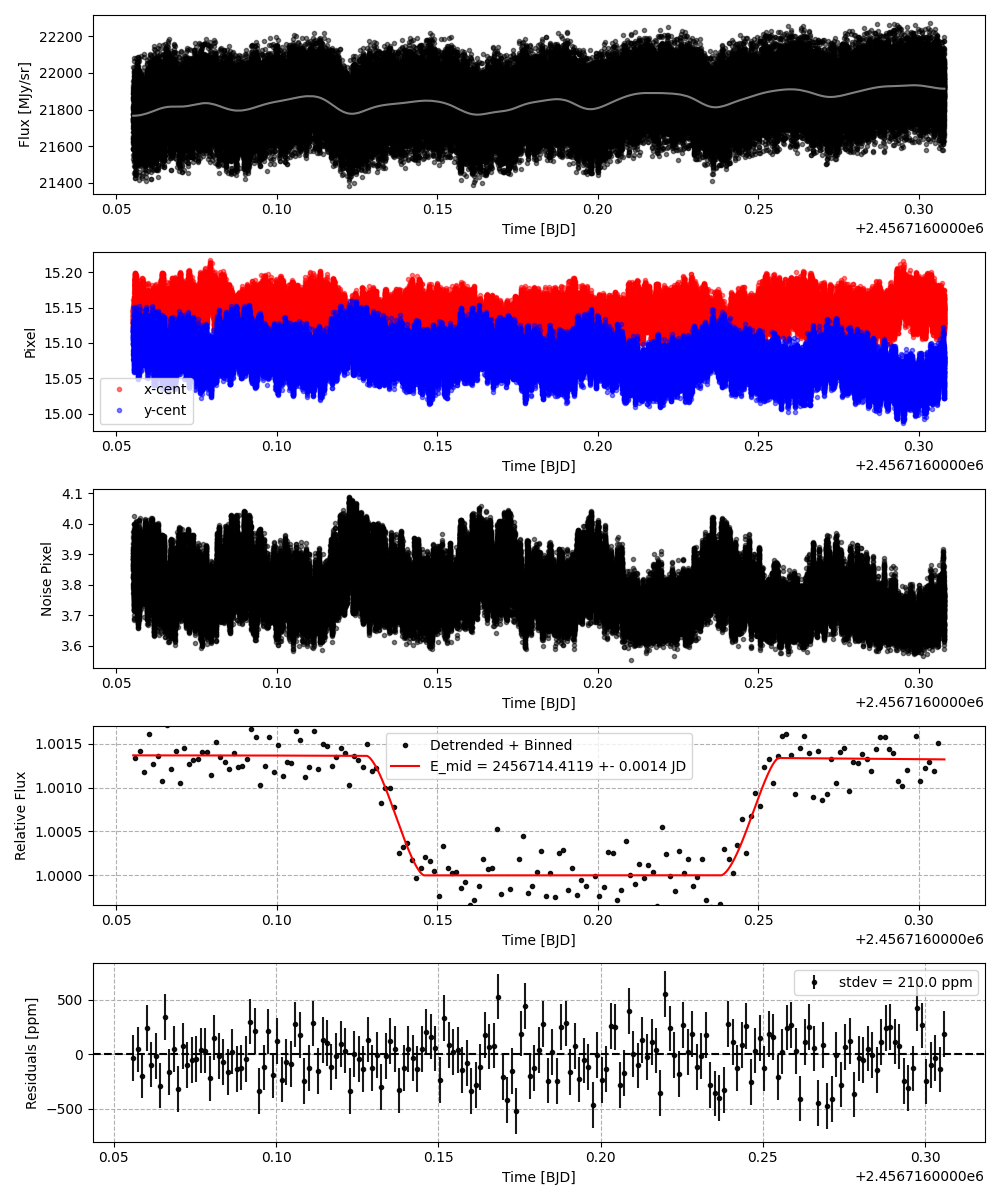 22200
22000
21800
21600
21400
Flux [MJy/sr]
0.05 0.10 0.15 0.20 0.25 0.30
Time [BJD]
+2.4567160000e6
15.20
15.15
15.10
15.05
15.00
Pixel
x-cent
y-cent
0.05 0.10 0.15 0.20 0.25 0.30
Time [BJD]
+2.4567160000e6
4.1
4.0
3.9
3.8
3.7
3.6
Noise Pixel
0.05 0.10 0.15 0.20 0.25 0.30
Time [BJD]
+2.4567160000e6
1.0015
1.0010
1.0005
1.0000
Relative Flux
Detrended + Binned
E_mid = 2456714.4119 +- 0.0014 JD
0.05 0.10 0.15 0.20 0.25 0.30
Time [BJD]
+2.4567160000e6
500
0
−500
Residuals [ppm]
stdev = 210.0 ppm
0.05 0.10 0.15 0.20 0.25 0.30
Time [BJD]
+2.4567160000e6